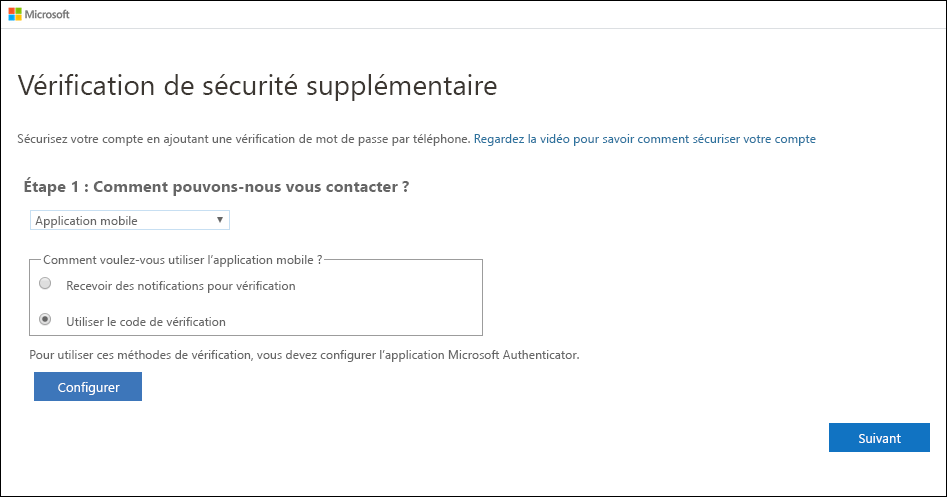 Microsoft
Vérification de sécurité supplémentaire
Sécurisez votre compte en ajoutant une vérification de mot de passe par téléphone. Regardez la vidéo pour savoir comment sécuriser votre compte
Étape 1 : Comment pouvons-nous vous contacter ?
Application mobile
Comment voulez-vous utiliser l’application mobile ?
Recevoir des notifications pour vérification
Utiliser le code de vérification
Pour utiliser ces méthodes de vérification, vous devez configurer l’application Microsoft Authenticator.
Configurer
Suivant